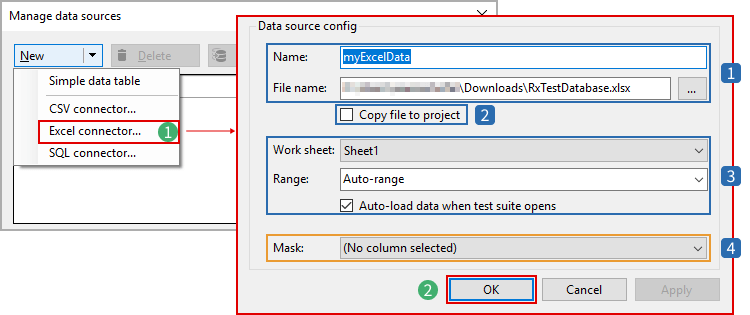 Manage data sources
New
Delete
Simple data table
CSV connector...
Excel connector...
1
SQL connector...
Data source config
Name:
myExcelData
1
File name:
\Downloads\RxTestDatabase.xlsx
...
Copy file to project
2
Work sheet:
Sheet1
Range:
Auto-range
3
Auto-load data when test suite opens
Mask:
(No column selected)
4
2
OK
Cancel
Apply